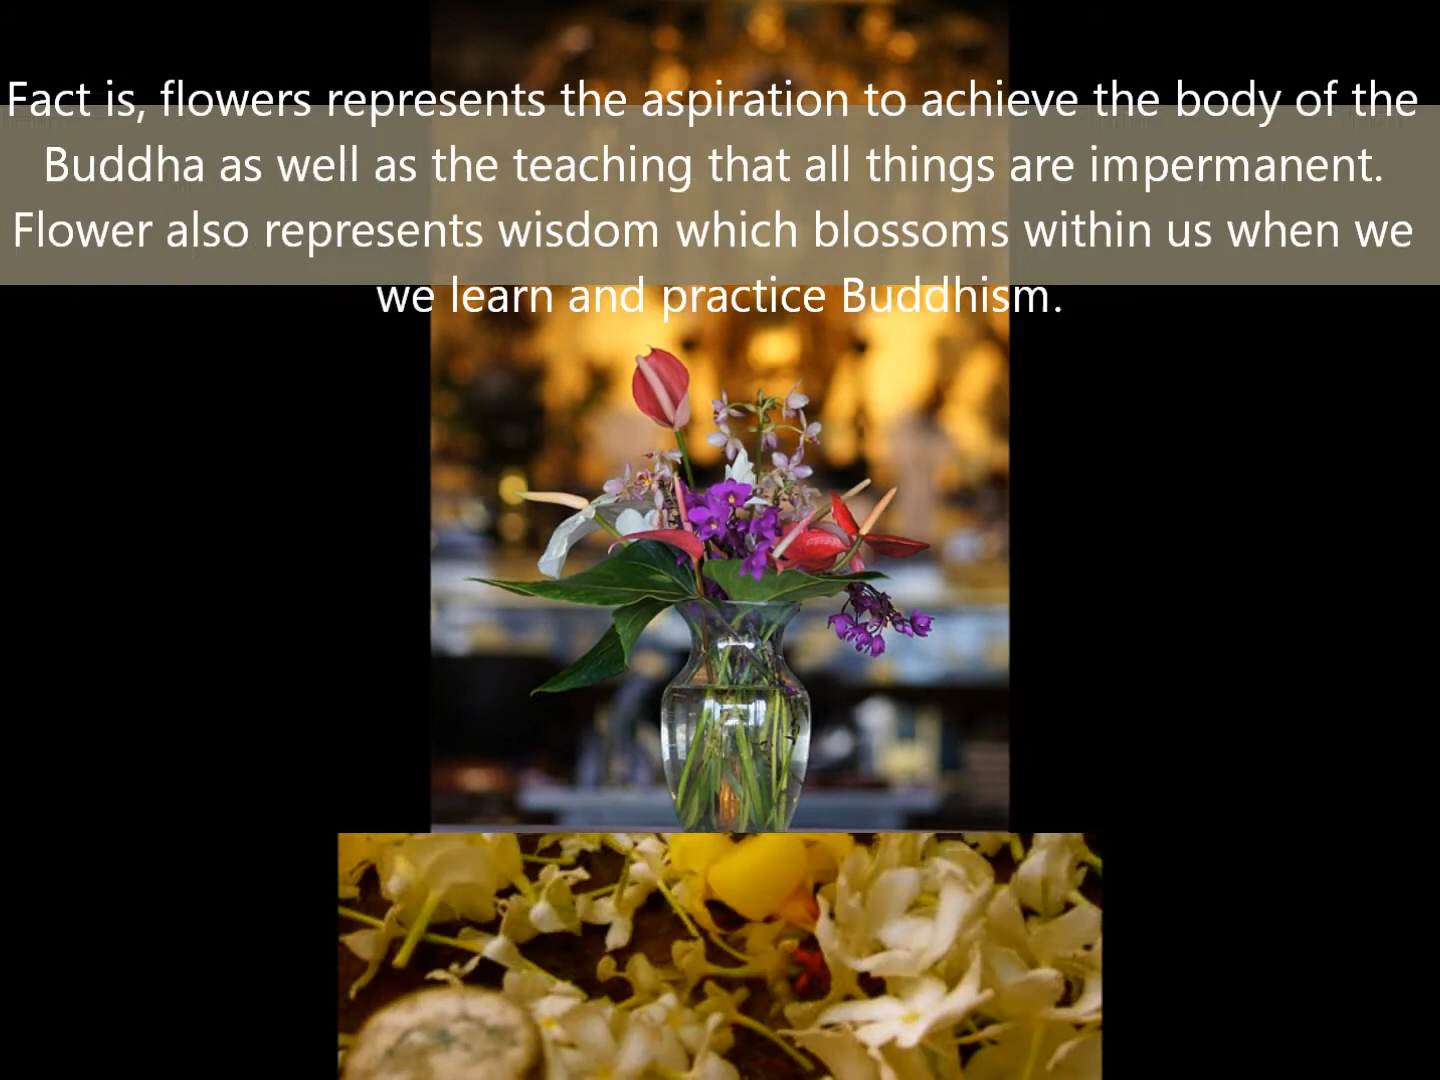 Fact is, flowers represents the aspiration to achieve the body of the
Buddha as well as the teaching that all things are impermanent.
Flower also represents wisdom which blossoms within us when we
we learn and practice Buddhism.